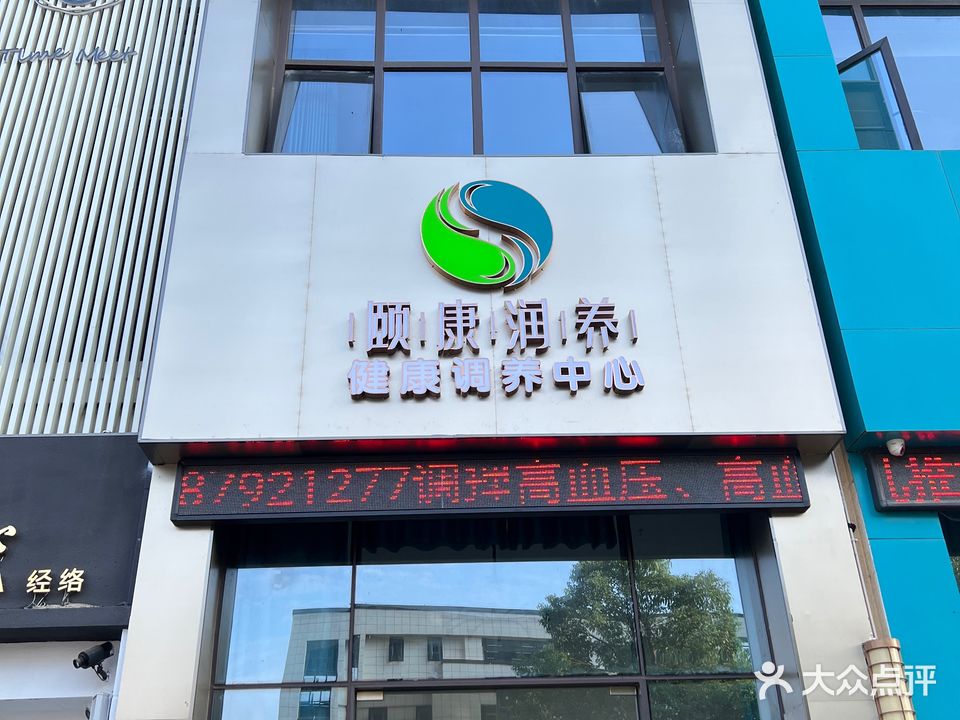 Time Meet
颐康润养
健康调养中心
87921277调理高血压、高血
经络
大众点评